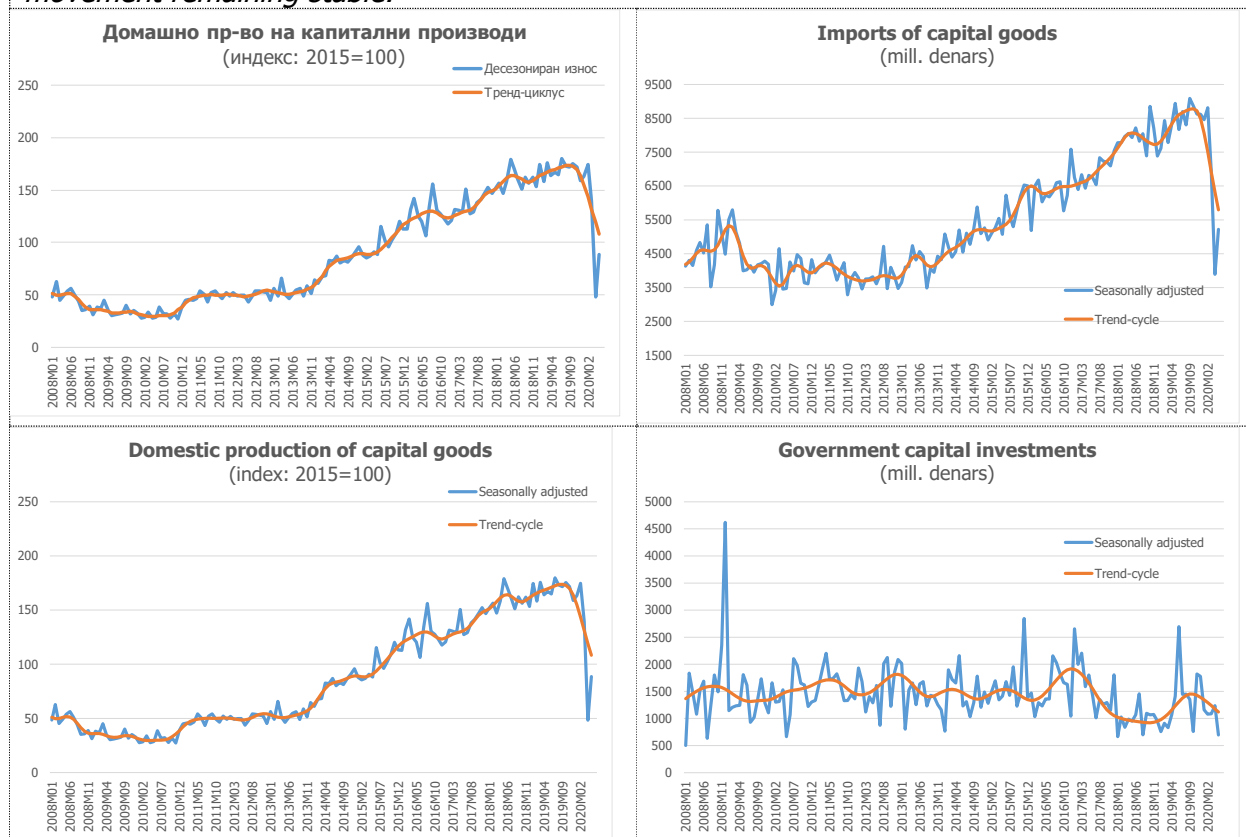 movement remaining stable.
Домашно пр-во на капитални производи
(индекс: 2015=100)
Десезониран износ
Тренд-циклус
250
200
150
100
50
0
2008M01 2008M06 2008M11 2009M04 2009M09 2010M02 2010M07 2010M12 2011M05 2011M10 2012M03 2012M08 2013M01 2013M06 2013M11 2014M04 2014M09 2015M02 2015M07 2015M12 2016M05 2016M10 2017M03 2017M08 2018M01 2018M06 2018M11 2019M04 2019M09 2020M02
Imports of capital goods
(mill. denars)
9500
8500
7500
6500
5500
4500
3500
2500
1500
Seasonally adjusted
Trend-cycle
2008M01 2008M06 2008M11 2009M04 2009M09 2010M02 2010M07 2010M12 2011M05 2011M10 2012M03 2012M08 2013M01 2013M06 2013M11 2014M04 2014M09 2015M02 2015M07 2015M12 2016M05 2016M10 2017M03 2017M08 2018M01 2018M06 2018M11 2019M04 2019M09 2020M02
Domestic production of capital goods
(index: 2015=100)
Seasonally adjusted
Trend-cycle
250
200
150
100
50
0
2008M01 2008M06 2008M11 2009M04 2009M09 2010M02 2010M07 2010M12 2011M05 2011M10 2012M03 2012M08 2013M01 2013M06 2013M11 2014M04 2014M09 2015M02 2015M07 2015M12 2016M05 2016M10 2017M03 2017M08 2018M01 2018M06 2018M11 2019M04 2019M09 2020M02
Government capital investments
(mill. denars)
5000
4500
4000
3500
3000
2500
2000
1500
1000
500
0
Seasonally adjusted
Trend-cycle
2008M01 2008M06 2008M11 2009M04 2009M09 2010M02 2010M07 2010M12 2011M05 2011M10 2012M03 2012M08 2013M01 2013M06 2013M11 2014M04 2014M09 2015M02 2015M07 2015M12 2016M05 2016M10 2017M03 2017M08 2018M01 2018M06 2018M11 2019M04 2019M09 2020M02